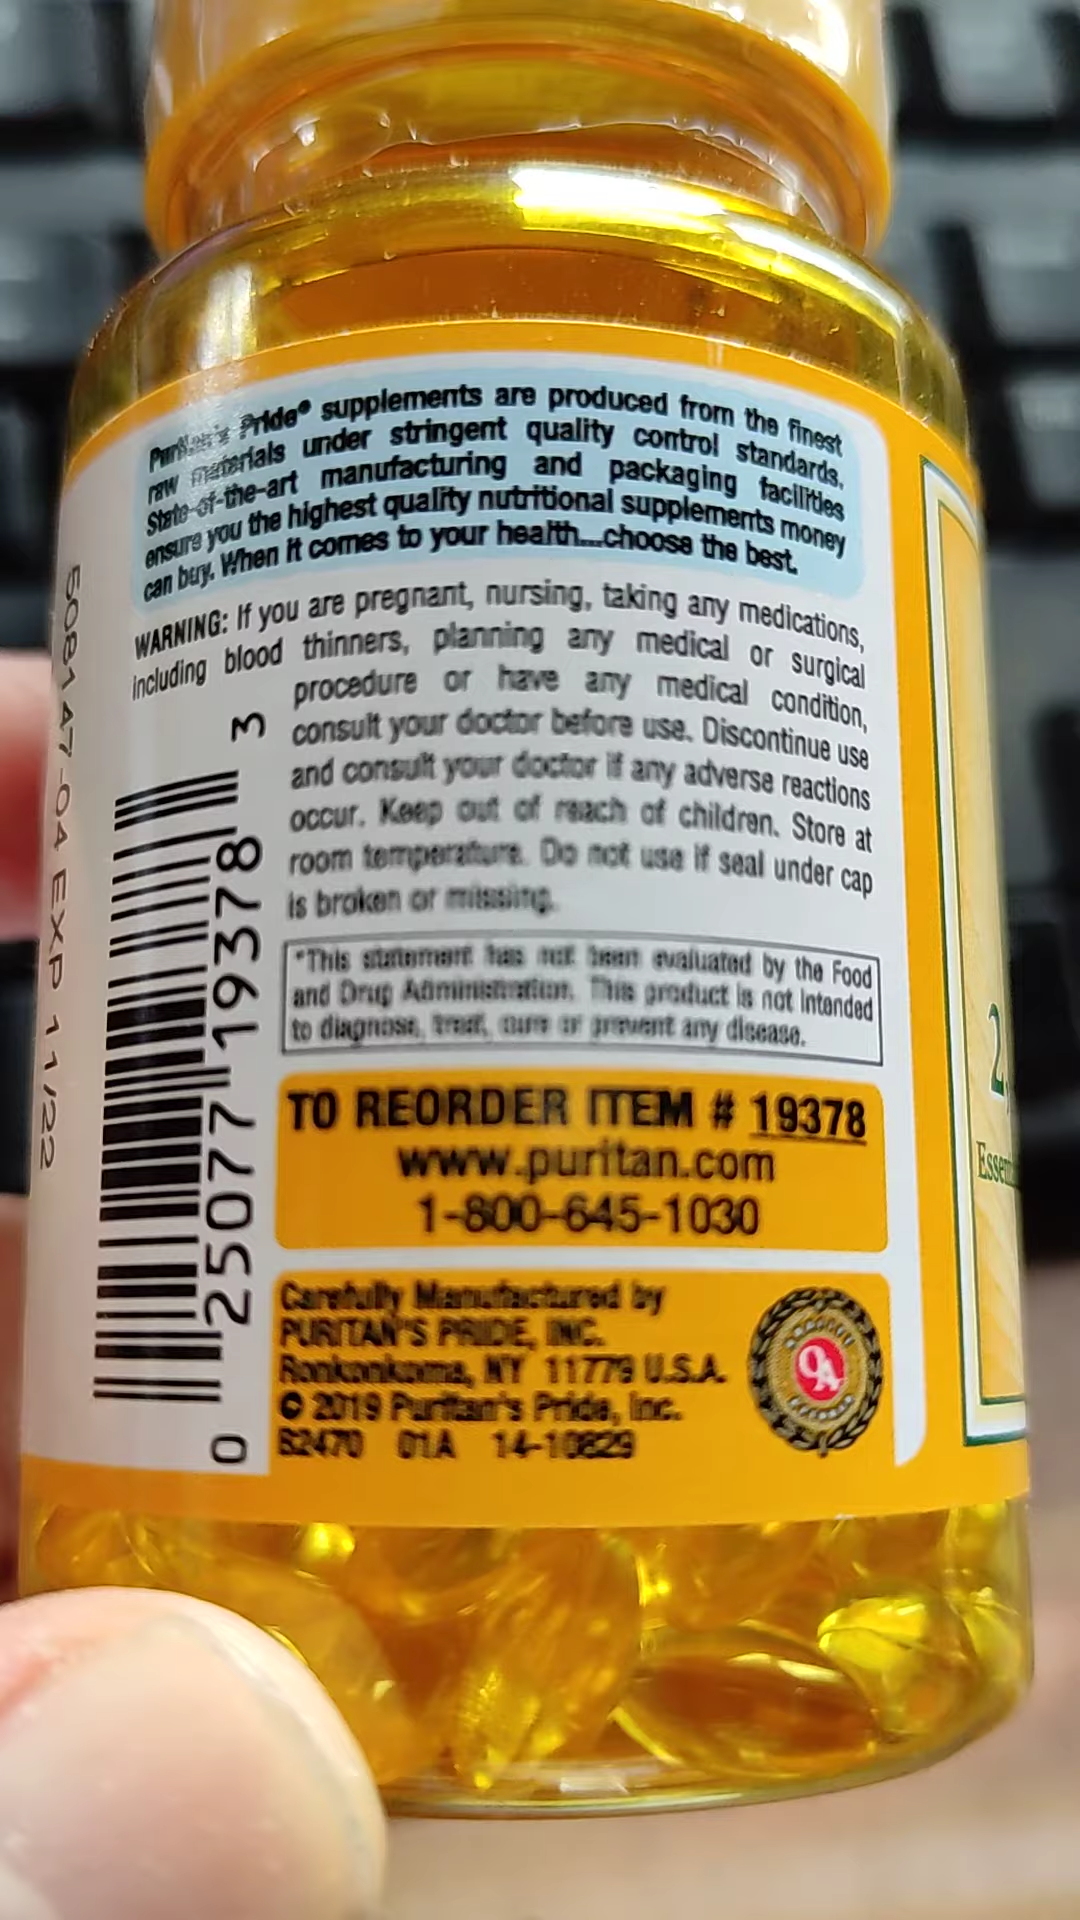 Puritan's Pride® supplements are produced from the finest
raw materials under stringent quality control standards.
State-of-the-art manufacturing and packaging facilities
ensure you the highest quality nutritional supplements money
can buy. When it comes to your health...choose the best.
WARNING: If you are pregnant, nursing, taking any medications,
including blood thinners, planning any medical or surgical
procedure or have any medical condition,
consult your doctor before use. Discontinue use
and consult your doctor if any adverse reactions
occur. Keep out of reach of children. Store at
room temperature. Do not use if seal under cap
is broken or missing.
*This statement has not been evaluated by the Food
and Drug Administration. This product is not intended
to diagnose, treat, cure or prevent any disease.
TO REORDER ITEM # 19378
www.puritan.com
1-800-645-1030
Carefully Manufactured by
PURITAN'S PRIDE, INC.
Ronkonkoma, NY 11779 U.S.A.
© 2019 Puritan's Pride, Inc.
B2470 01A 14-10829
QA
0 25077 19378 3
508147-04 EXP 11/22
2,